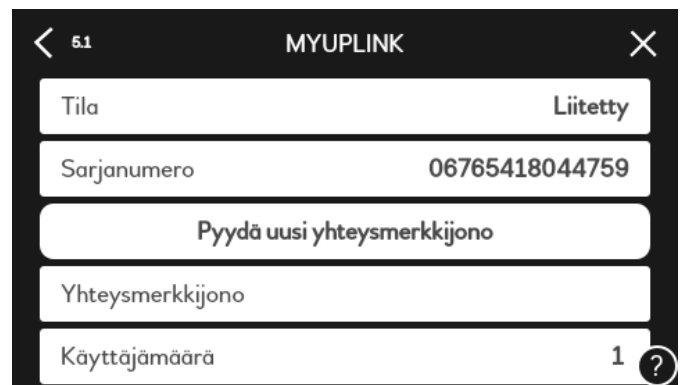 5.1 MYUPLINK
Tila Liitetty
Sarjanumero 06765418044759
Pyydä uusi yhteysmerkkijono
Yhteysmerkkijono
Käyttäjämäärä 1 ?